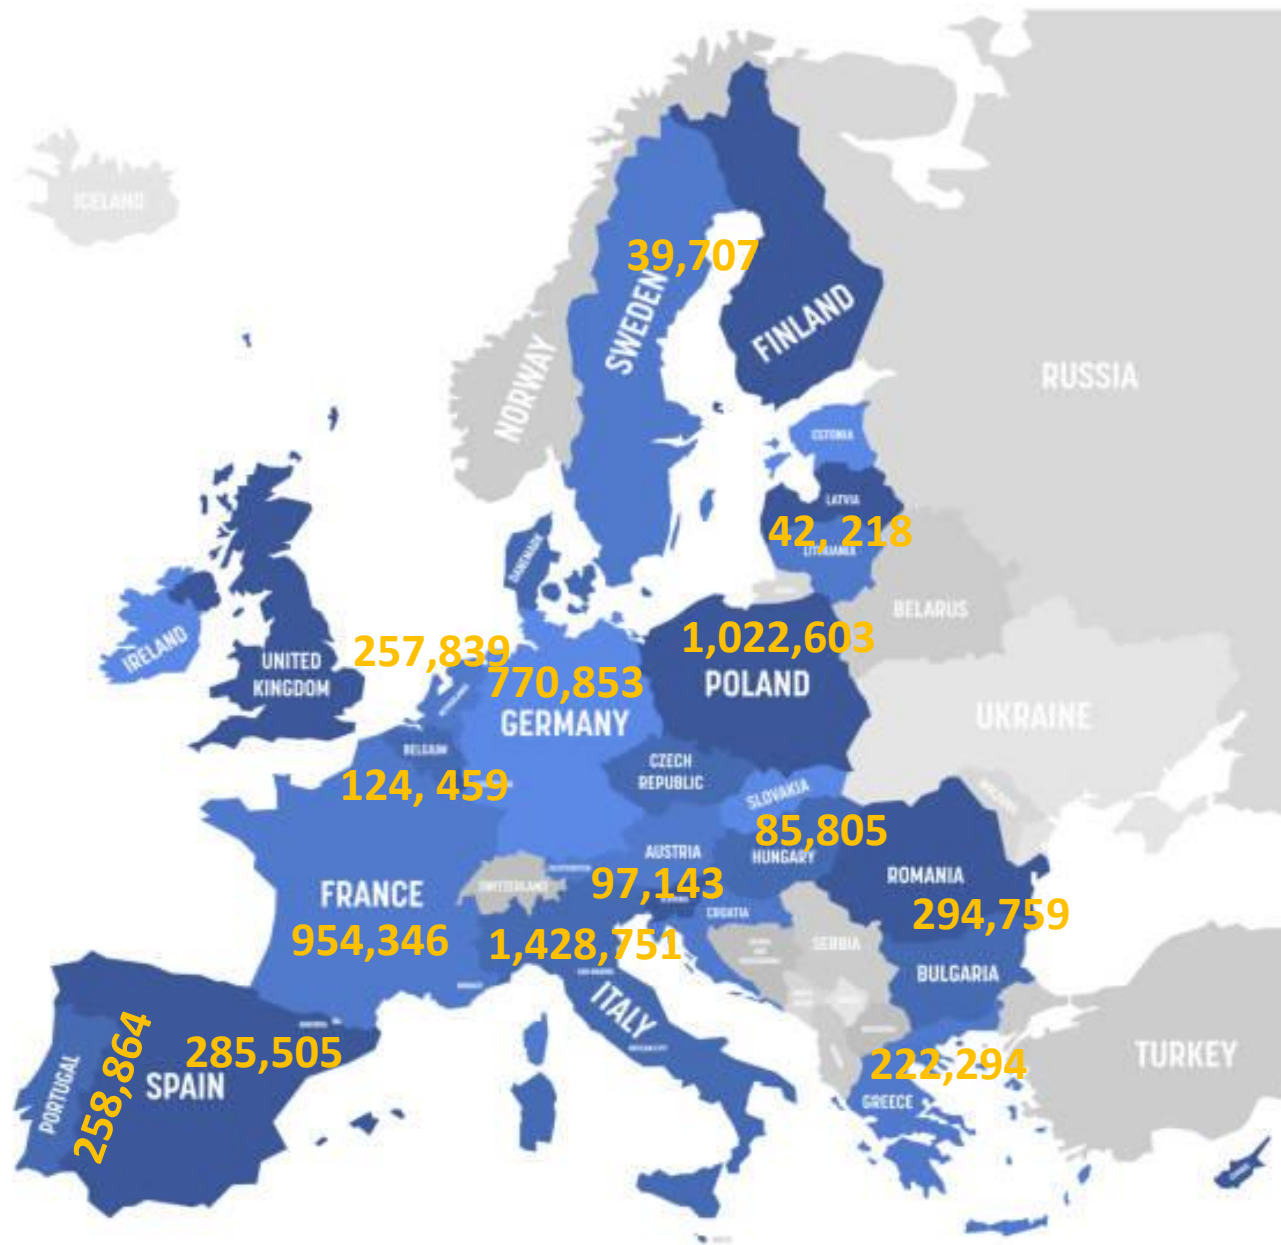 ICELAND
39,707
SWEDEN
FINLAND
NORWAY
RUSSIA
ESTONIA
LATVIA
42, 218
LITHUANIA
DANEMARK
BELARUS
IRELAND
UNITED
KINGDOM
257,839
770,853
GERMANY
1,022,603
POLAND
UKRAINE
BELGIUM
124, 459
CZECH
REPUBLIC
SLOVAKIA
85,805
HUNGARY
AUSTRIA
97,143
SWITZERLAND
FRANCE
954,346
1,428,751
CROATIA
ROMANIA
294,759
SERBIA
BULGARIA
ITALY
PORTUGAL
258,864
285,505
SPAIN
222,294
GREECE
TURKEY